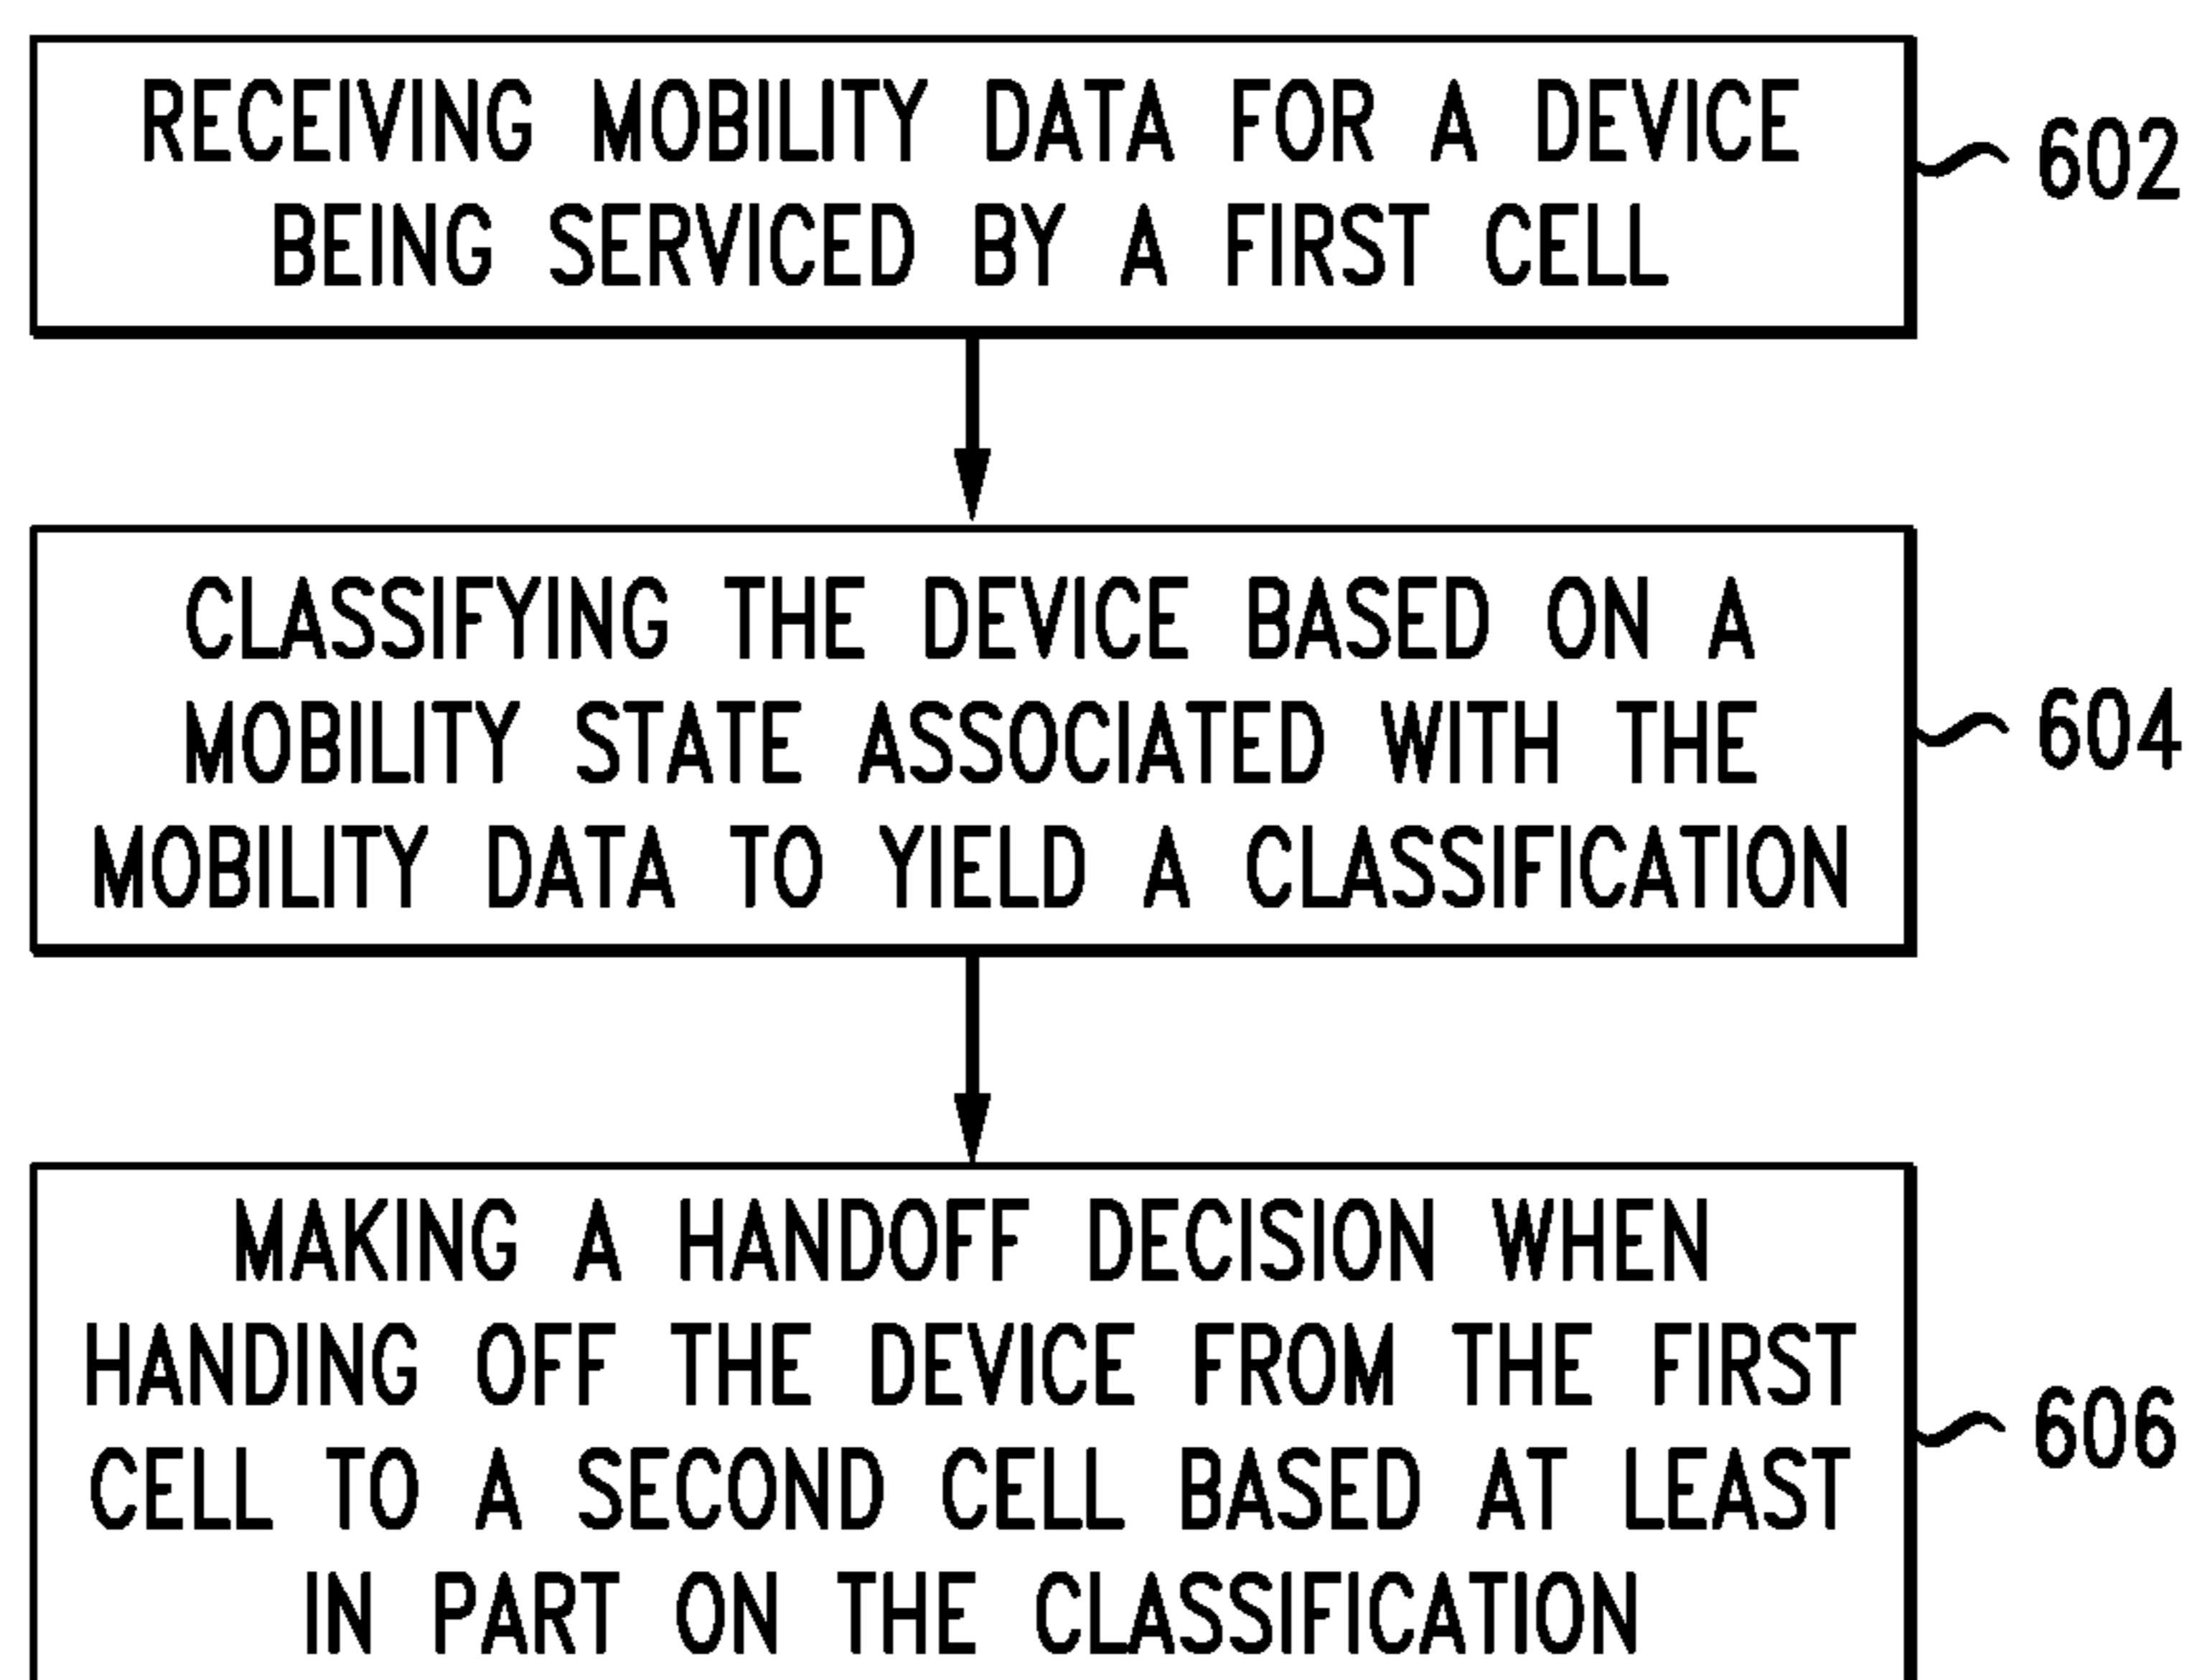 RECEIVING MOBILITY DATA FOR A DEVICE
BEING SERVICED BY A FIRST CELL
602
CLASSIFYING THE DEVICE BASED ON A
MOBILITY STATE ASSOCIATED WITH THE
MOBILITY DATA TO YIELD A CLASSIFICATION
604
MAKING A HANDOFF DECISION WHEN
HANDING OFF THE DEVICE FROM THE FIRST
CELL TO A SECOND CELL BASED AT LEAST
IN PART ON THE CLASSIFICATION
606